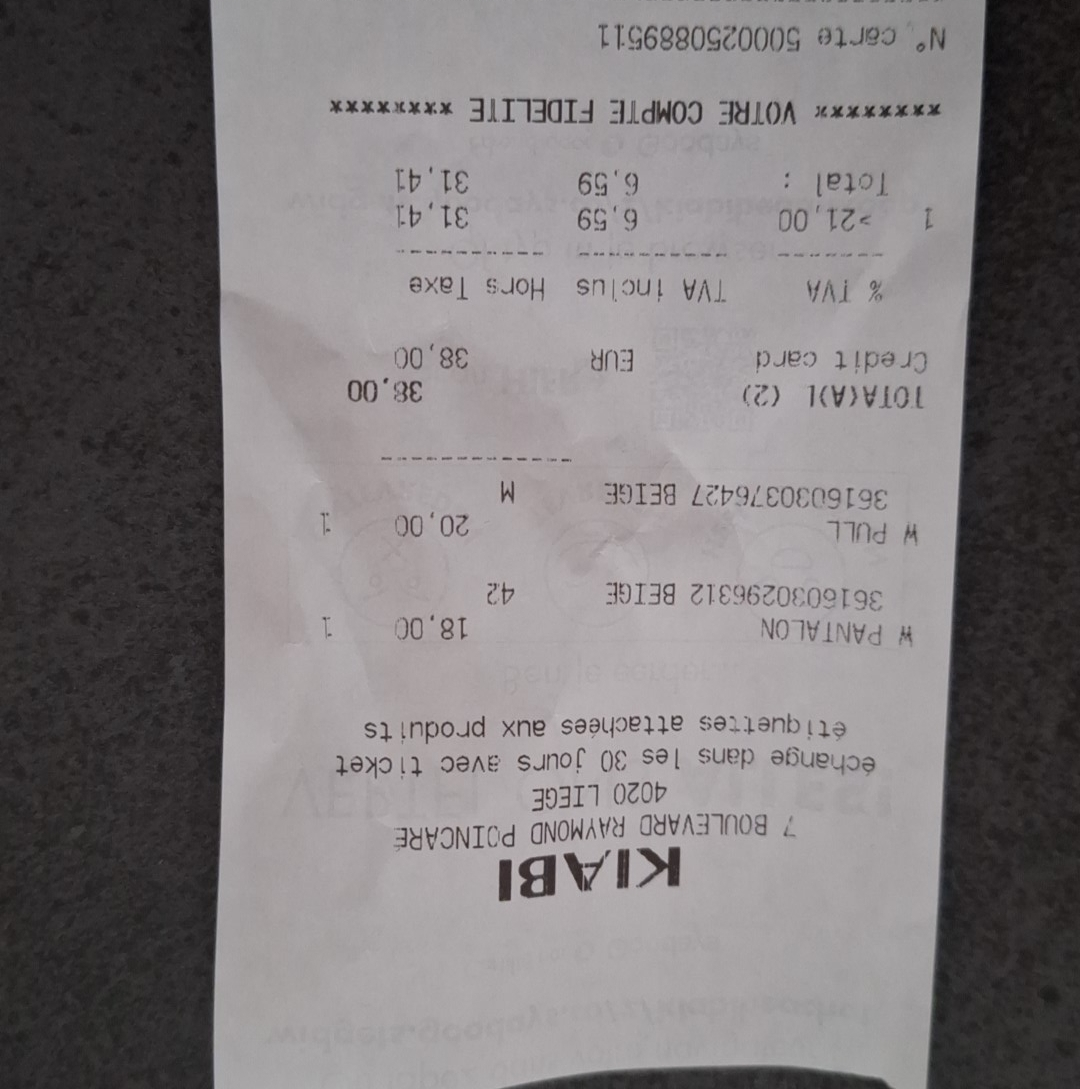 KIABI
7 BOULEVARD RAYMOND POINCARÉ
4020 LIEGE
échange dans les 30 jours avec ticket
étiquettes attachées aux produits
W PANTALON 18,00 1
3616030296312 BEIGE 42
W PULL 20,00 1
3616030376427 BEIGE M
--------------
TOTA(A)L (2) 38,00
Credit card EUR 38,00
% TVA TVA inclus Hors Taxe
1 >21,00 6,59 31,41
Total : 6,59 31,41
********* VOTRE COMPTE FIDELITE *********
N°. carte 5000250889511